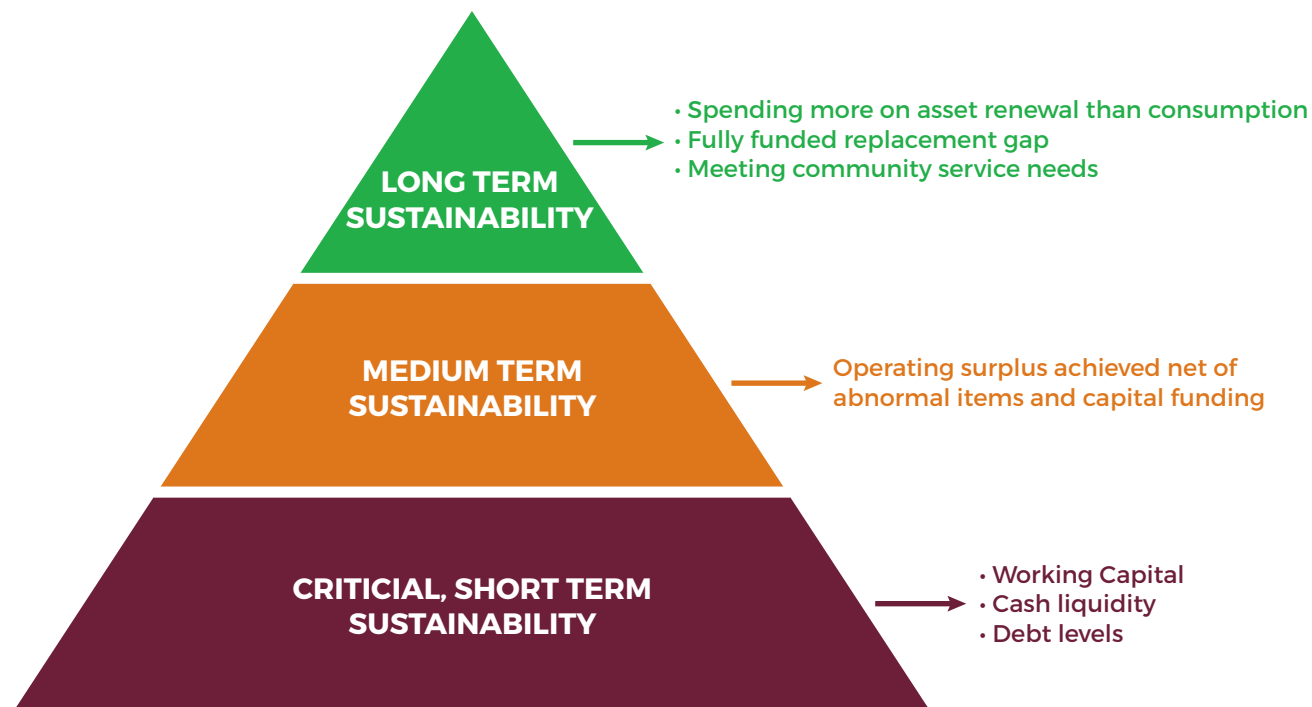 • Spending more on asset renewal than consumption
• Fully funded replacement gap
• Meeting community service needs
LONG TERM
SUSTAINABILITY
MEDIUM TERM
SUSTAINABILITY
Operating surplus achieved net of
abnormal items and capital funding
CRITICIAL, SHORT TERM
SUSTAINABILITY
• Working Capital
• Cash liquidity
• Debt levels